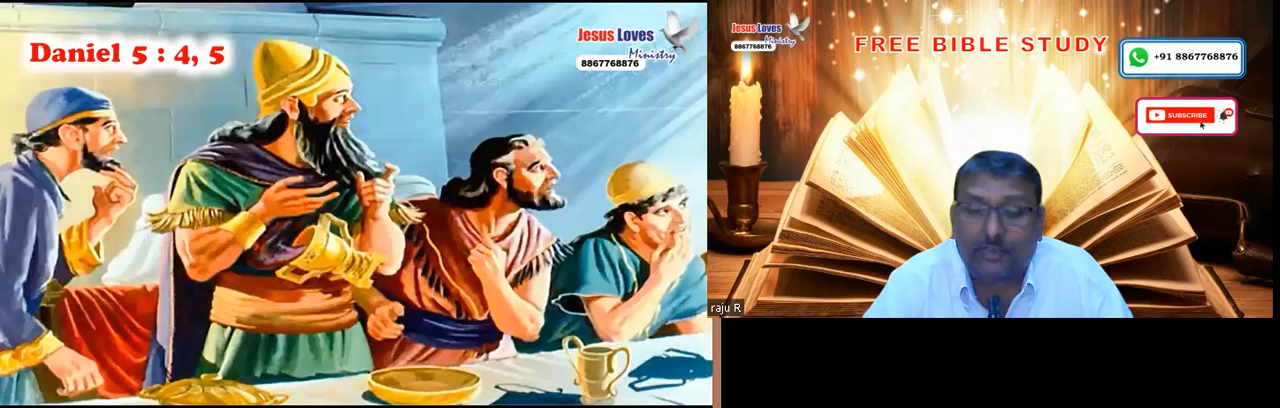 Daniel 5 : 4, 5
Jesus Loves
Ministry
8867768876
Jesus Loves
Ministry
8867768876
FREE BIBLE STUDY
+91 8867768876
SUBSCRIBE
raju R